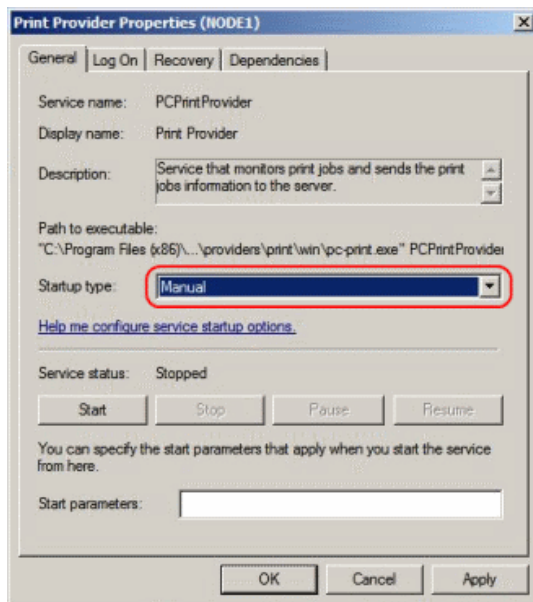 Print Provider Properties (NODE1)
General Log On Recovery Dependencies
Service name: PCPrintProvider
Display name: Print Provider
Description: Service that monitors print jobs and sends the print
jobs information to the server.
Path to executable:
"C:\Program Files (x86)\...\providers\print\win\pc-print.exe" PCPrintProvider
Startup type: Manual
Help me configure service startup options.
Service status: Stopped
Start Stop Pause Resume
You can specify the start parameters that apply when you start the service
from here.
Start parameters:
OK Cancel Apply